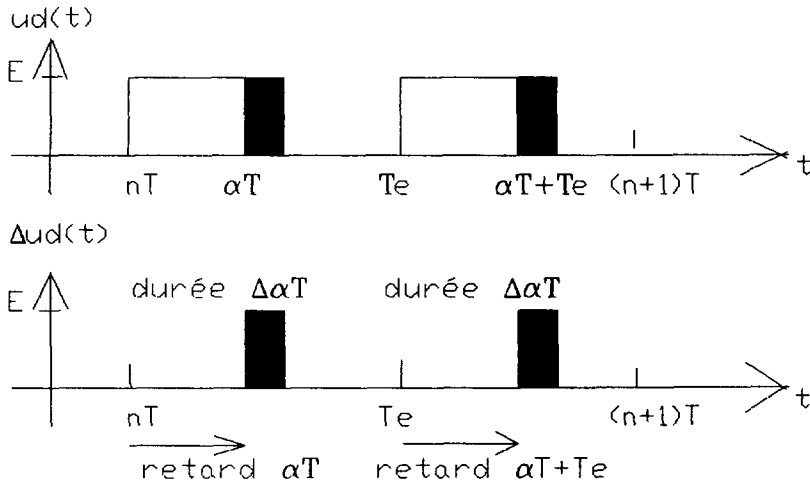 ud(t)
E
nT αT Te αT+Te (n+1)T t
Δud(t)
durée ΔαT durée ΔαT
E
nT Te (n+1)T t
retard αT retard αT+Te